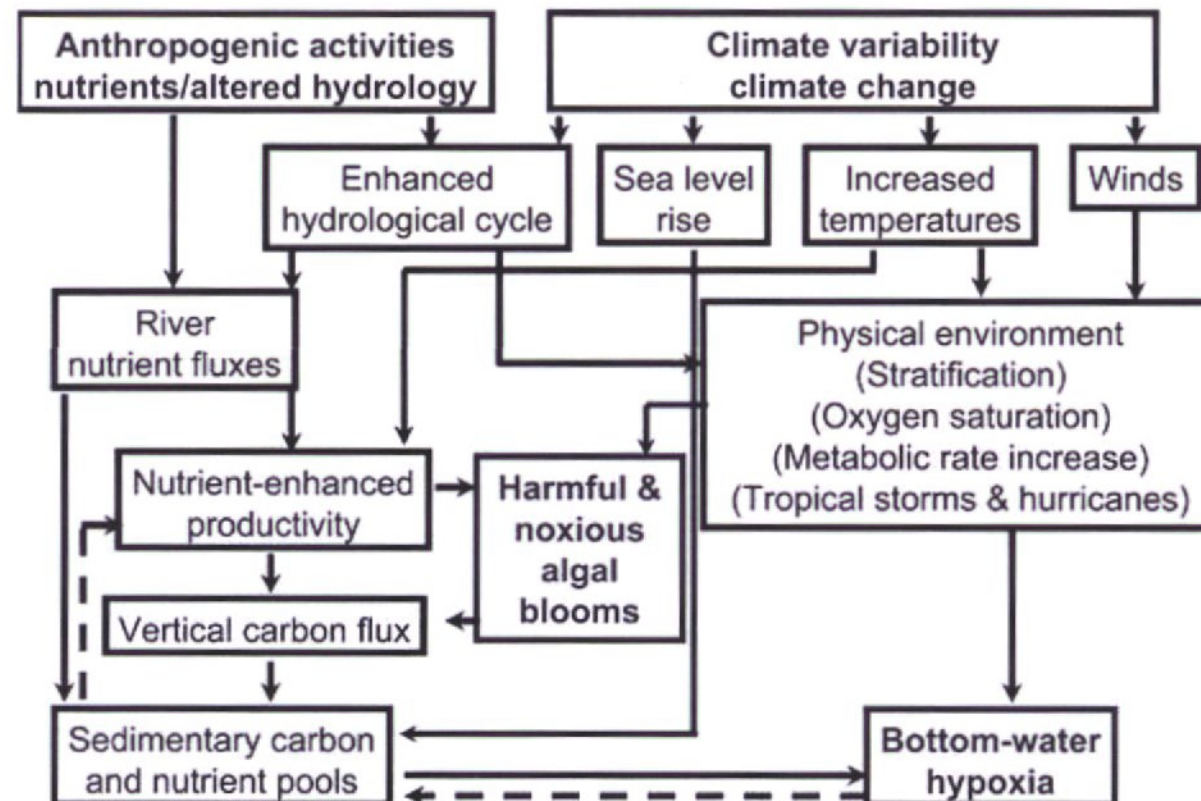 Anthropogenic activities
nutrients/altered hydrology
Climate variability
climate change
Enhanced
hydrological cycle
Sea level
rise
Increased
temperatures
Winds
River
nutrient fluxes
Physical environment
(Stratification)
(Oxygen saturation)
(Metabolic rate increase)
(Tropical storms & hurricanes)
Nutrient-enhanced
productivity
Harmful &
noxious
algal
blooms
Vertical carbon flux
Sedimentary carbon
and nutrient pools
Bottom-water
hypoxia